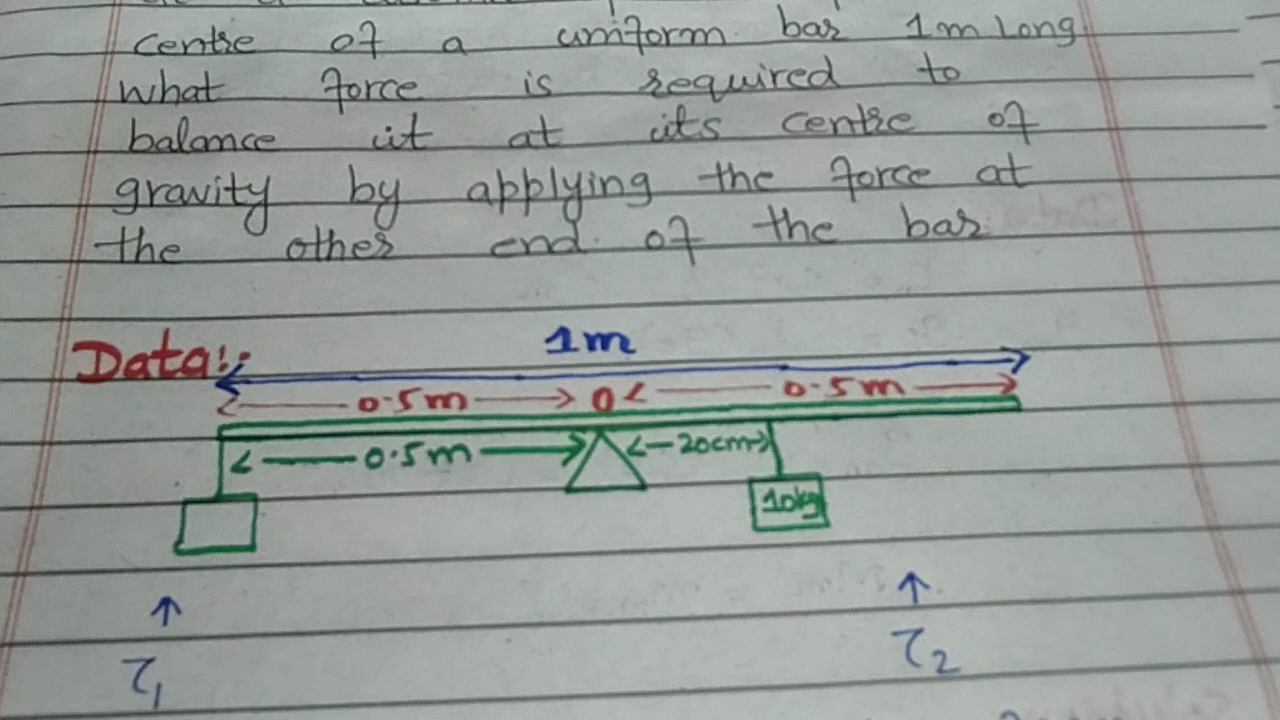 centre of a uniform bar 1m long.
what force is required to
balance it at its centre of
gravity by applying the force at
the other end of the bar
Data:
1m
0.5m 0 0.5m
0.5m 20cm
10kg
τ1 τ2